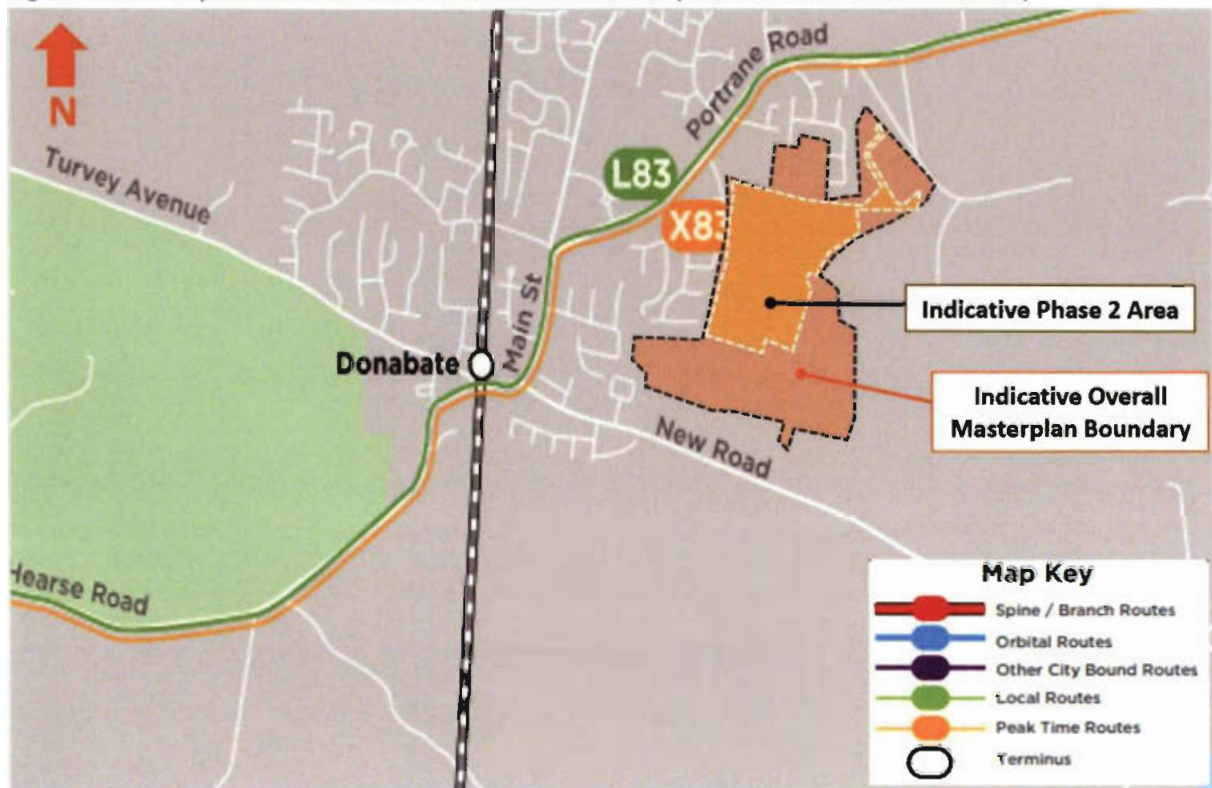 N
Turvey Avenue
Portrane Road
L83
X83
Main St
Donabate
New Road
Hearse Road
Indicative Phase 2 Area
Indicative Overall
Masterplan Boundary
Map Key
Spine / Branch Routes
Orbital Routes
Other City Bound Routes
Local Routes
Peak Time Routes
Terminus